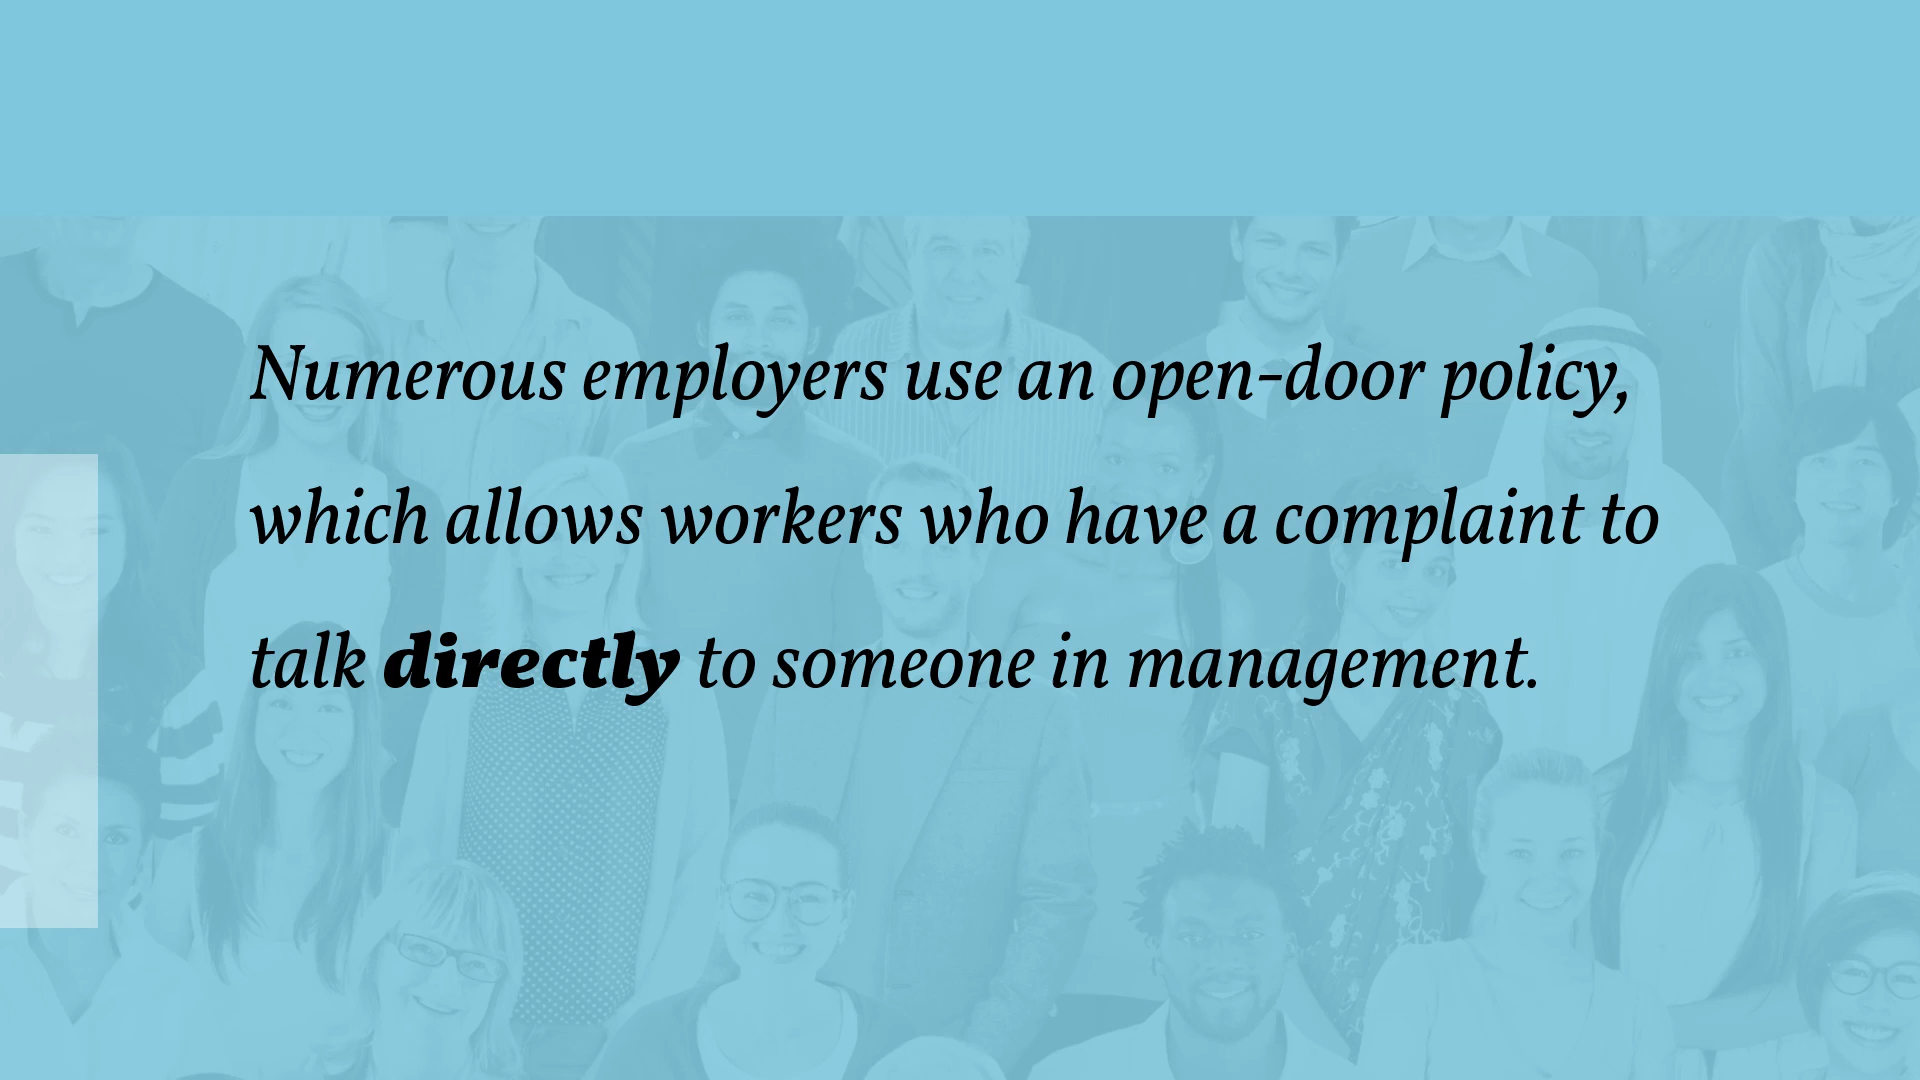 Numerous employers use an open-door policy,
which allows workers who have a complaint to
talk directly to someone in management.